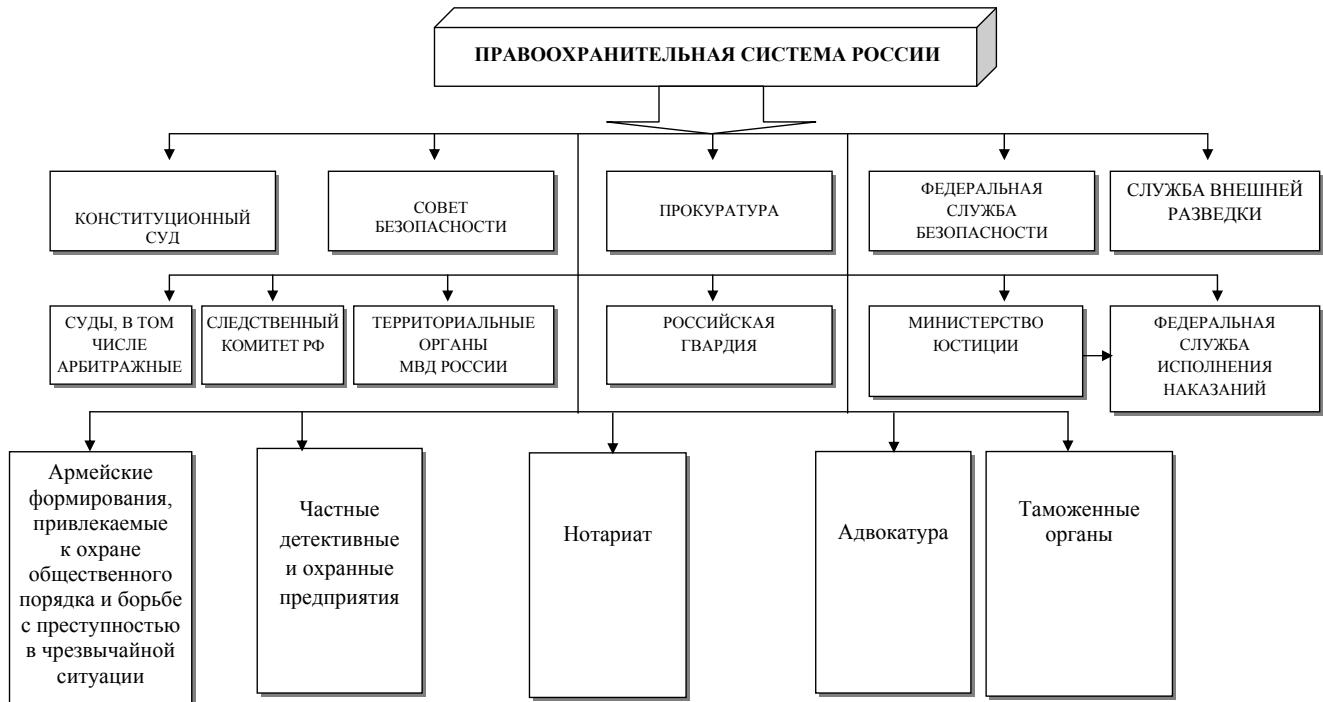 ПРАВООХРАНИТЕЛЬНАЯ СИСТЕМА РОССИИ
КОНСТИТУЦИОННЫЙ
СУД
СОВЕТ
БЕЗОПАСНОСТИ
ПРОКУРАТУРА
ФЕДЕРАЛЬНАЯ
СЛУЖБА
БЕЗОПАСНОСТИ
СЛУЖБА ВНЕШНЕЙ
РАЗВЕДКИ
СУДЫ, В ТОМ
ЧИСЛЕ
АРБИТРАЖНЫЕ
СЛЕДСТВЕННЫЙ
КОМИТЕТ РФ
ТЕРРИТОРИАЛЬНЫЕ
ОРГАНЫ
МВД РОССИИ
РОССИЙСКАЯ
ГВАРДИЯ
МИНИСТЕРСТВО
ЮСТИЦИИ
ФЕДЕРАЛЬНАЯ
СЛУЖБА
ИСПОЛНЕНИЯ
НАКАЗАНИЙ
Армейские
формирования,
привлекаемые
к охране
общественного
порядка и борьбе
с преступностью
в чрезвычайной
ситуации
Частные
детективные
и охранные
предприятия
Нотариат
Адвокатура
Таможенные
органы